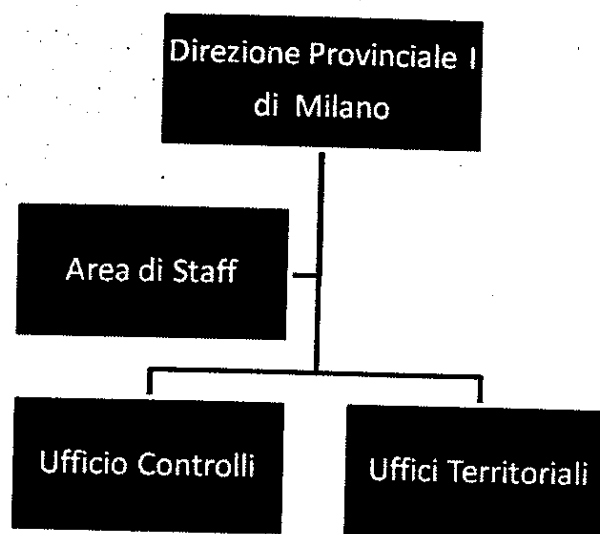 Direzione Provinciale I
di Milano
Area di Staff
Ufficio Controlli
Uffici Territoriali